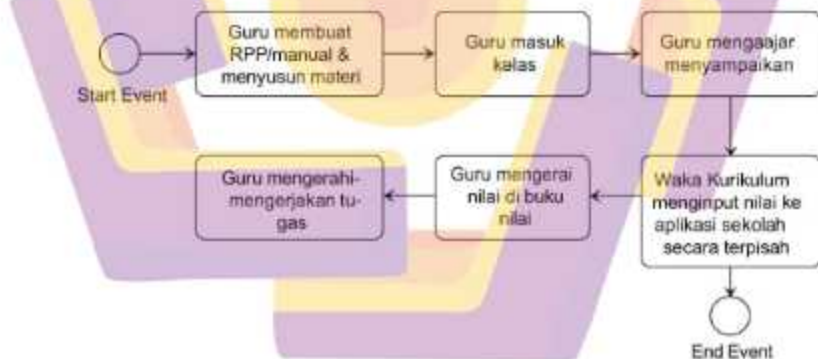 Guru membuat
RPP/manual &
menyusun materi
Guru masuk
kelas
Guru mengaajar
menyampaikan
Start Event
Guru mengerahi-
mengerjakan tu-
gas
Guru mengerai
nilai di buku
nilai
Waka Kurikulum
menginput nilai ke
aplikasi sekolah
secara terpisah
End Event